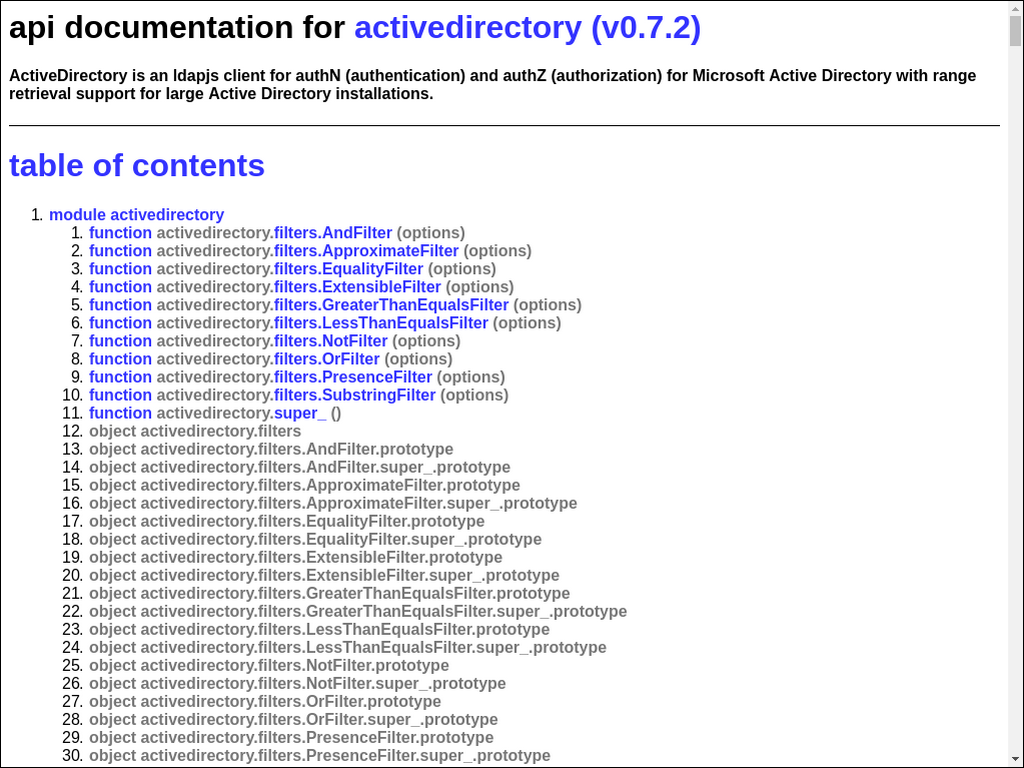 api documentation for activedirectory (v0.7.2)
ActiveDirectory is an ldapjs client for authN (authentication) and authZ (authorization) for Microsoft Active Directory with range
retrieval support for large Active Directory installations.
table of contents
1. module activedirectory
1. function activedirectory.filters.AndFilter (options)
2. function activedirectory.filters.ApproximateFilter (options)
3. function activedirectory.filters.EqualityFilter (options)
4. function activedirectory.filters.ExtensibleFilter (options)
5. function activedirectory.filters.GreaterThanEqualsFilter (options)
6. function activedirectory.filters.LessThanEqualsFilter (options)
7. function activedirectory.filters.NotFilter (options)
8. function activedirectory.filters.OrFilter (options)
9. function activedirectory.filters.PresenceFilter (options)
10. function activedirectory.filters.SubstringFilter (options)
11. function activedirectory.super_ ()
12. object activedirectory.filters
13. object activedirectory.filters.AndFilter.prototype
14. object activedirectory.filters.AndFilter.super_.prototype
15. object activedirectory.filters.ApproximateFilter.prototype
16. object activedirectory.filters.ApproximateFilter.super_.prototype
17. object activedirectory.filters.EqualityFilter.prototype
18. object activedirectory.filters.EqualityFilter.super_.prototype
19. object activedirectory.filters.ExtensibleFilter.prototype
20. object activedirectory.filters.ExtensibleFilter.super_.prototype
21. object activedirectory.filters.GreaterThanEqualsFilter.prototype
22. object activedirectory.filters.GreaterThanEqualsFilter.super_.prototype
23. object activedirectory.filters.LessThanEqualsFilter.prototype
24. object activedirectory.filters.LessThanEqualsFilter.super_.prototype
25. object activedirectory.filters.NotFilter.prototype
26. object activedirectory.filters.NotFilter.super_.prototype
27. object activedirectory.filters.OrFilter.prototype
28. object activedirectory.filters.OrFilter.super_.prototype
29. object activedirectory.filters.PresenceFilter.prototype
30. object activedirectory.filters.PresenceFilter.super_.prototype